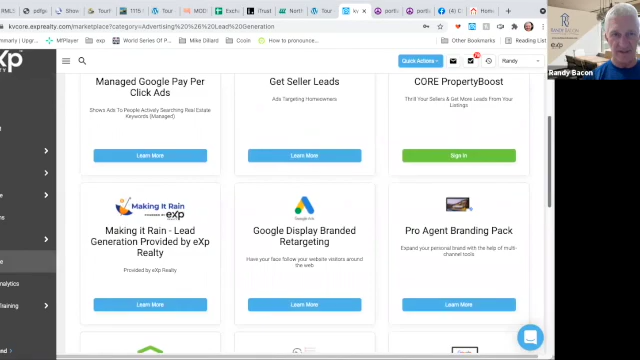 kvcore.exprealty.com/marketplace?category=Advertising%20%26%20Lead%20Generation
MTPlayer
exp
World Series Of P...
Mike Dillard
How to pronounce...
Other Bookmarks
Reading List
Quick Actions
Randy
Randy Bacon
Managed Google Pay Per
Click Ads
Shows Ads To People Actively Searching Real Estate
Keywords (Managed)
Learn More
Get Seller Leads
Ads Targeting Homeowners
Learn More
CORE PropertyBoost
Thrill Your Sellers & Get More Leads From Your
Listings
Sign In
Making It Rain
POWERED BY eXp
Making it Rain - Lead
Generation Provided by eXp
Realty
Provided by eXp Realty
Learn More
Google Ads
Google Display Branded
Retargeting
Have your face follow your website visitors around
the web
Learn More
Pro Agent Branding Pack
Expand your personal brand with the help of multi-
channel tools
Learn More